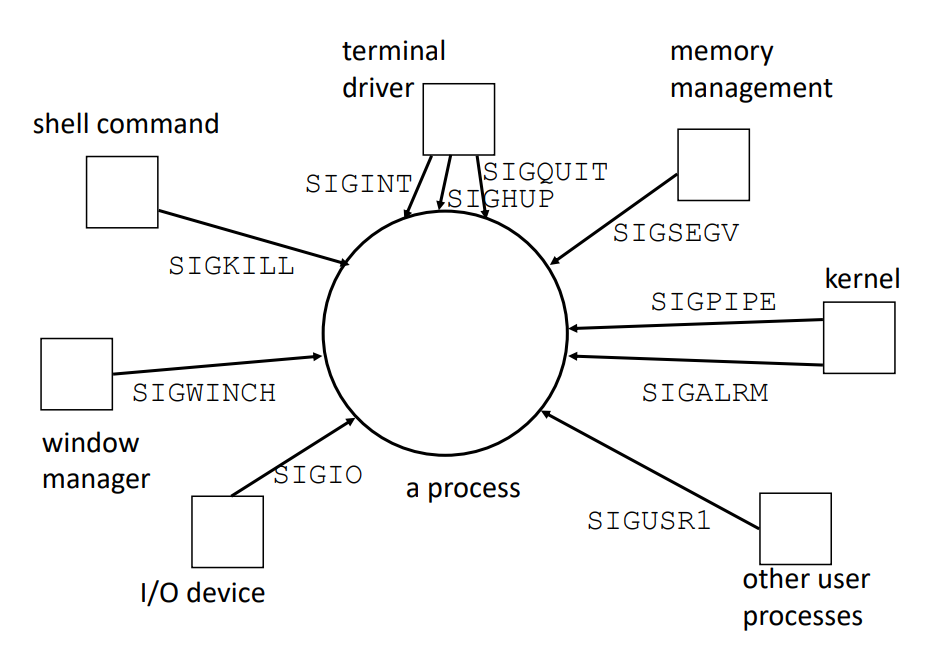 terminal
driver
memory
management
shell command
SIGINT
SIGQUIT
SIGHUP
SIGSEGV
SIGKILL
kernel
SIGPIPE
SIGWINCH
SIGALRM
window
manager
SIGIO
a process
SIGUSR1
I/O device
other user
processes